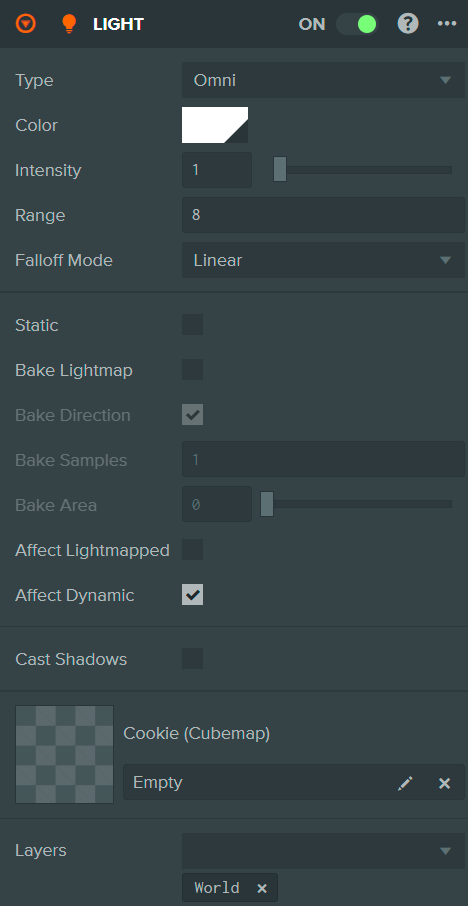 LIGHT ON ?
Type Omni
Color
Intensity 1
Range 8
Falloff Mode Linear
Static
Bake Lightmap
Bake Direction
Bake Samples 1
Bake Area 0
Affect Lightmapped
Affect Dynamic
Cast Shadows
Cookie (Cubemap)
Empty
Layers
World